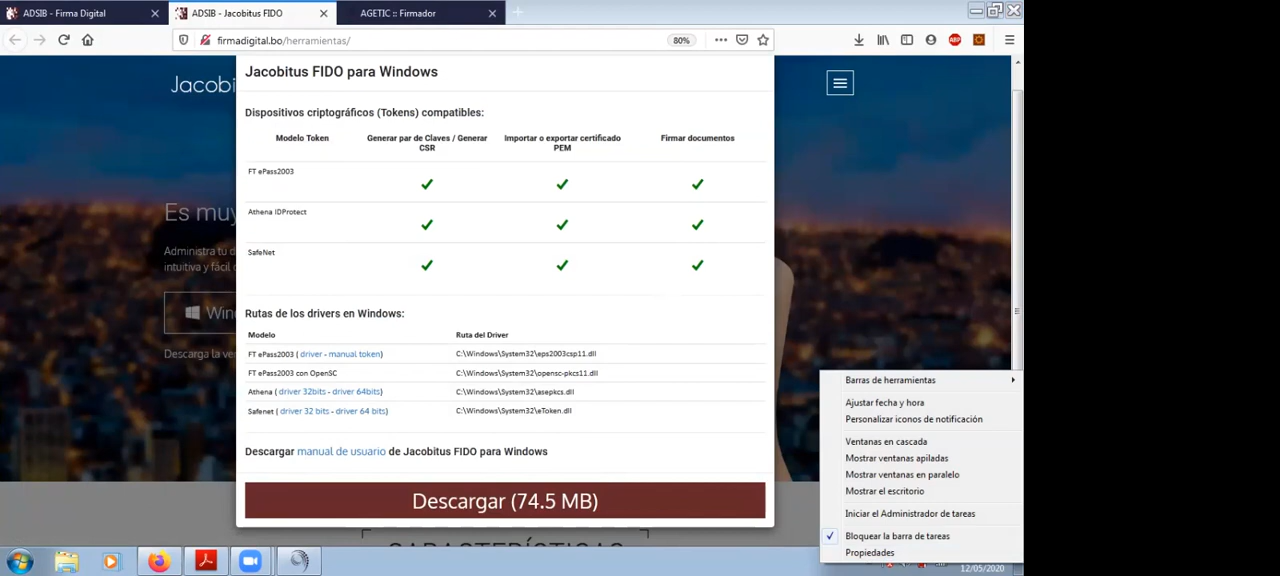 ADSIB - Firma Digital
ADSIB - Jacobitus FIDO
AGETIC :: Firmador
firmadigital.bo/herramientas/
80%
ABP
Jacobi
Jacobitus FIDO para Windows
Dispositivos criptográficos (Tokens) compatibles:
Modelo Token
Generar par de Claves / Generar CSR
Importar o exportar certificado PEM
Firmar documentos
FT ePass2003
Athena IDProtect
SafeNet
Es muy
Administra tu d
intuitiva y fácil d
Wind
Descarga la ve
Rutas de los drivers en Windows:
Modelo
Ruta del Driver
FT ePass2003 ( driver - manual token)
C:\Windows\System32\eps2003csp11.dll
FT ePass2003 con OpenSC
C:\Windows\System32\opensc-pkcs11.dll
Athena ( driver 32bits - driver 64bits)
C:\Windows\System32\asepkcs.dll
Safenet ( driver 32 bits - driver 64 bits)
C:\Windows\System32\eToken.dll
Descargar manual de usuario de Jacobitus FIDO para Windows
Descargar (74.5 MB)
CARACTERÍSTICAS
Barras de herramientas
Ajustar fecha y hora
Personalizar iconos de notificación
Ventanas en cascada
Mostrar ventanas apiladas
Mostrar ventanas en paralelo
Mostrar el escritorio
Iniciar el Administrador de tareas
Bloquear la barra de tareas
Propiedades
12/05/2020